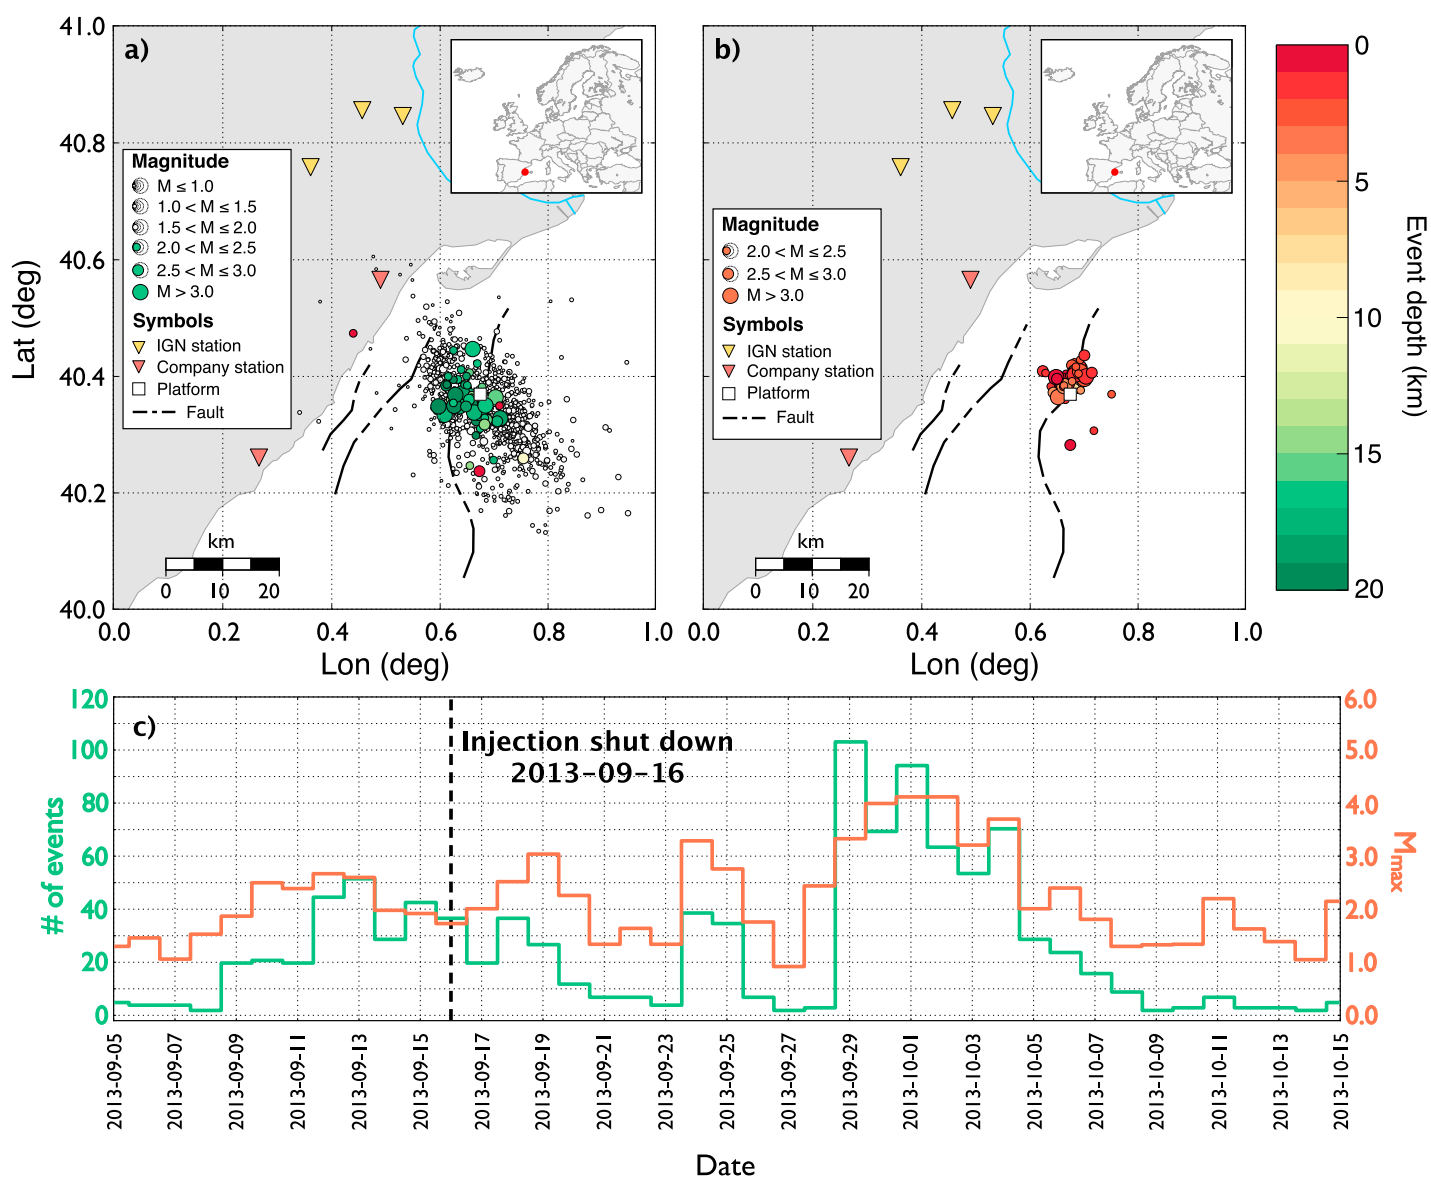 a)
41.0
40.8
40.6
40.4
40.2
40.0
Lat (deg)
Magnitude
M ≤ 1.0
1.0 < M ≤ 1.5
1.5 < M ≤ 2.0
2.0 < M ≤ 2.5
2.5 < M ≤ 3.0
M > 3.0
Symbols
IGN station
Company station
Platform
Fault
km
0 10 20
0.0 0.2 0.4 0.6 0.8 1.0
Lon (deg)
b)
Magnitude
2.0 < M ≤ 2.5
2.5 < M ≤ 3.0
M > 3.0
Symbols
IGN station
Company station
Platform
Fault
km
0 10 20
0.0 0.2 0.4 0.6 0.8 1.0
Lon (deg)
0
5
10
15
20
Event depth (km)
c)
Injection shut down
2013-09-16
120
100
80
60
40
20
0
# of events
6.0
5.0
4.0
3.0
2.0
1.0
0.0
Mmax
2013-09-05
2013-09-07
2013-09-09
2013-09-11
2013-09-13
2013-09-15
2013-09-17
2013-09-19
2013-09-21
2013-09-23
2013-09-25
2013-09-27
2013-09-29
2013-10-01
2013-10-03
2013-10-05
2013-10-07
2013-10-09
2013-10-11
2013-10-13
2013-10-15
Date